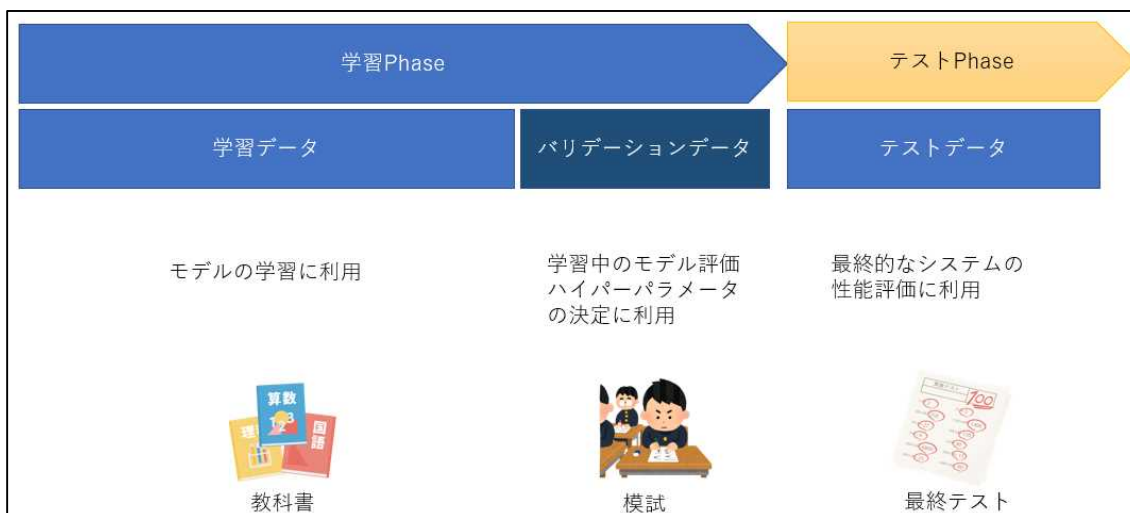 学習Phase
テストPhase
学習データ
バリデーションデータ
テストデータ
モデルの学習に利用
学習中のモデル評価
ハイパーパラメータ
の決定に利用
最終的なシステムの
性能評価に利用
算数
国語
100
教科書
模試
最終テスト